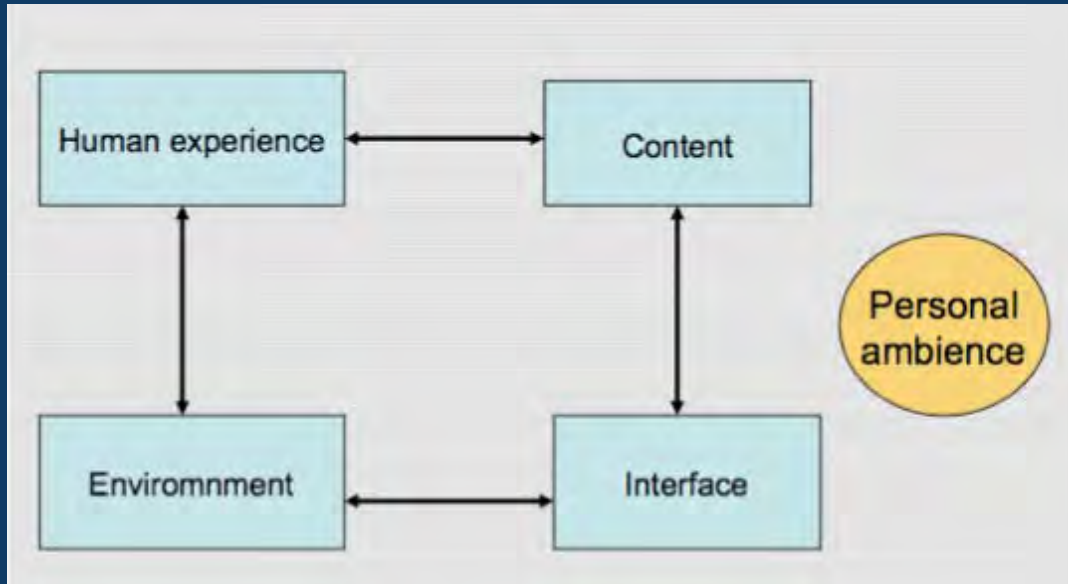 Human experience
Content
Personal
ambience
Enviromnment
Interface